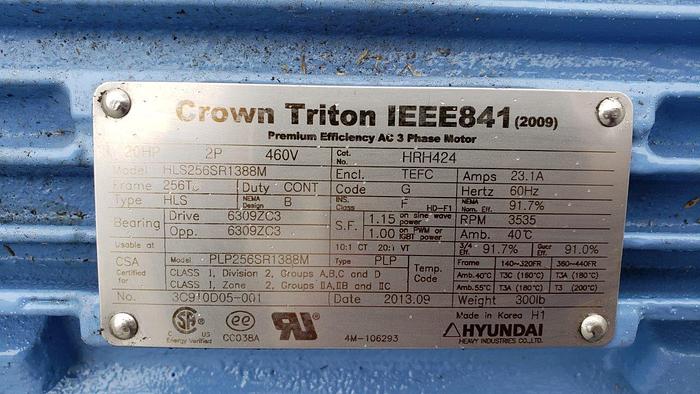 Crown Triton IEEE841 (2009)
Premium Efficiency AC 3 Phase Motor
20HP 2P 460V Cat. No. HRH424
Model HLS256SR1388M Encl. TEFC Amps 23.1A
Frame 256TS Duty CONT Code G Hertz 60Hz
Type HLS NEMA Design B INS. Class F HD-F1 NEMA Nom. Eff. 91.7%
Bearing Drive 6309ZC3 S.F. 1.15 on sine wave power RPM 3535
Opp. 6309ZC3 1.00 on PWM or IGBT power Amb. 40℃
Usable at 10:1 CT 20:1 VT 3/4 Eff. 91.7% Guar Eff. 91.0%
CSA Certified for Model PLP256SR1388M Type PLP Temp. Code Frame 140~320FR 360~440FR
CLASS 1, Division 2, Groups A,B,C and D Amb.40℃ T3C (160℃) T3A (180℃)
CLASS 1, Zone 2, Groups IIA,IIB and IIC Amb.55℃ T3A (180℃) T3 (200℃)
No. 3C910D05-001 Date 2013.09 Weight 300lb
Made in Korea H1
SA C US Energy Verified ee CC038A RU 4M-106293 HYUNDAI
HEAVY INDUSTRIES CO.,LTD.